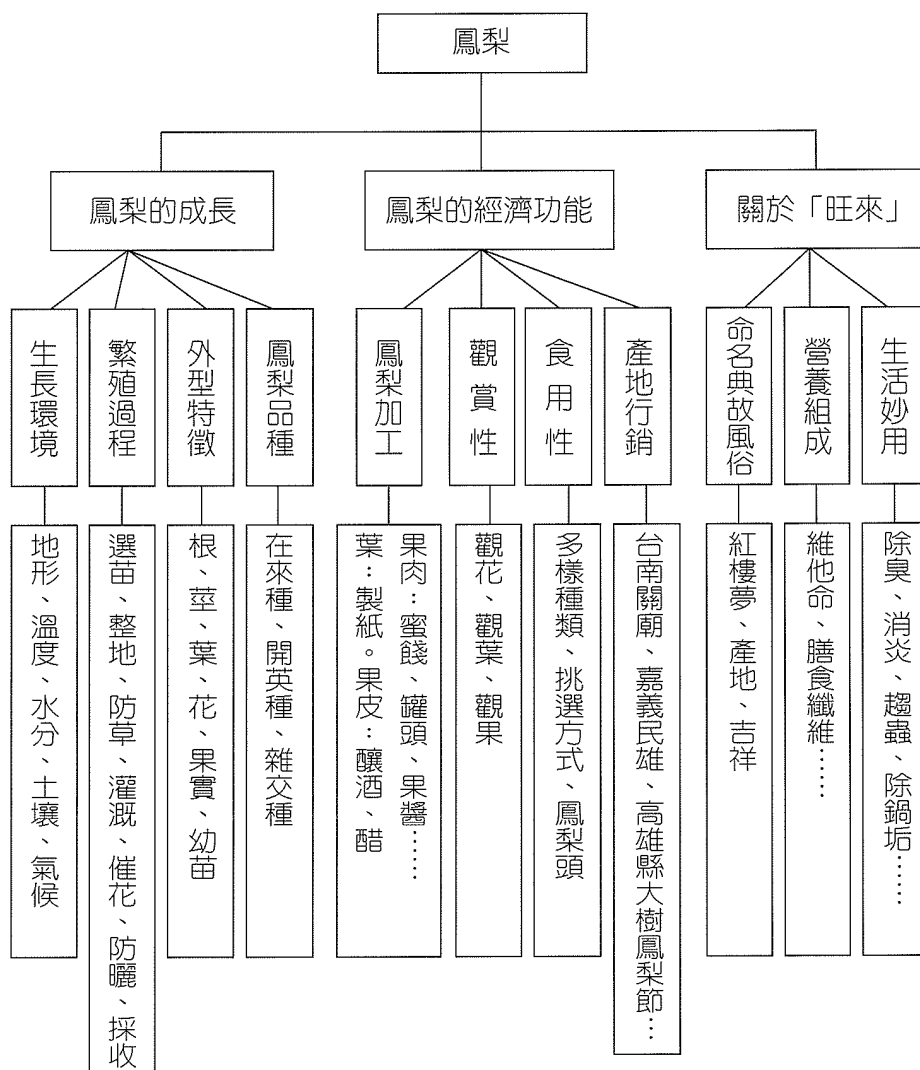 鳳梨
鳳梨的成長
鳳梨的經濟功能
關於「旺來」
生長環境
繁殖過程
外型特徵
鳳梨品種
鳳梨加工
觀賞性
食用性
產地行銷
命名典故風俗
營養組成
生活妙用
地形、溫度、水分、土壤、氣候
選苗、整地、防草、灌溉、催花、防曬、採收
根、莖、葉、花、果實、幼苗
在來種、開英種、雜交種
果肉：蜜餞、罐頭、果醬……
葉：製紙。果皮：釀酒、醋
觀花、觀葉、觀果
多樣種類、挑選方式、鳳梨頭
台南關廟、嘉義民雄、高雄縣大樹鳳梨節…
紅樓夢、產地、吉祥
維他命、膳食纖維……
除臭、消炎、趨蟲、除鍋垢……